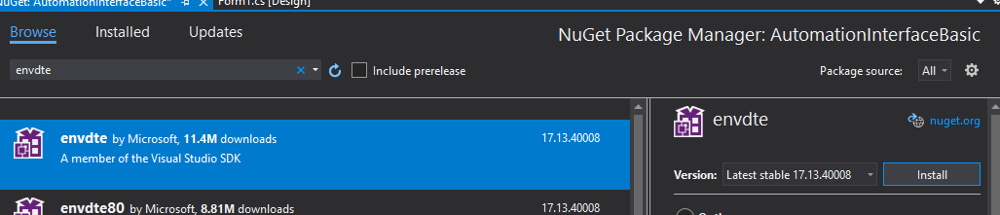 NuGet: AutomationInterfaceBasic* Form1.cs [Design]
Browse Installed Updates NuGet Package Manager: AutomationInterfaceBasic
envdte Include prerelease Package source: All
envdte by Microsoft, 11.4M downloads 17.13.40008
A member of the Visual Studio SDK
envdte80 by Microsoft, 8.81M downloads 17.13.40008
envdte nuget.org
Version: Latest stable 17.13.40008 Install